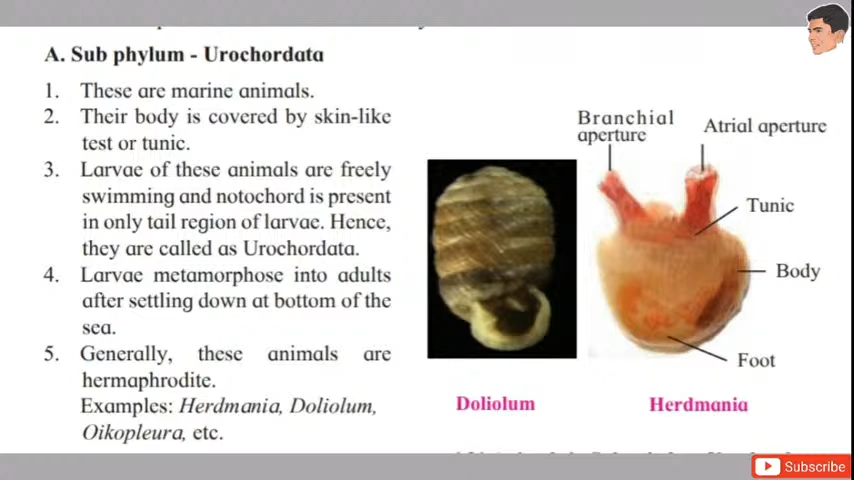 A. Sub phylum - Urochordata
1. These are marine animals.
2. Their body is covered by skin-like
test or tunic.
3. Larvae of these animals are freely
swimming and notochord is present
in only tail region of larvae. Hence,
they are called as Urochordata.
4. Larvae metamorphose into adults
after settling down at bottom of the
sea.
5. Generally, these animals are
hermaphrodite.
Examples: Herdmania, Doliolum,
Oikopleura, etc.
Branchial
aperture
Atrial aperture
Tunic
Body
Foot
Doliolum
Herdmania
Subscribe